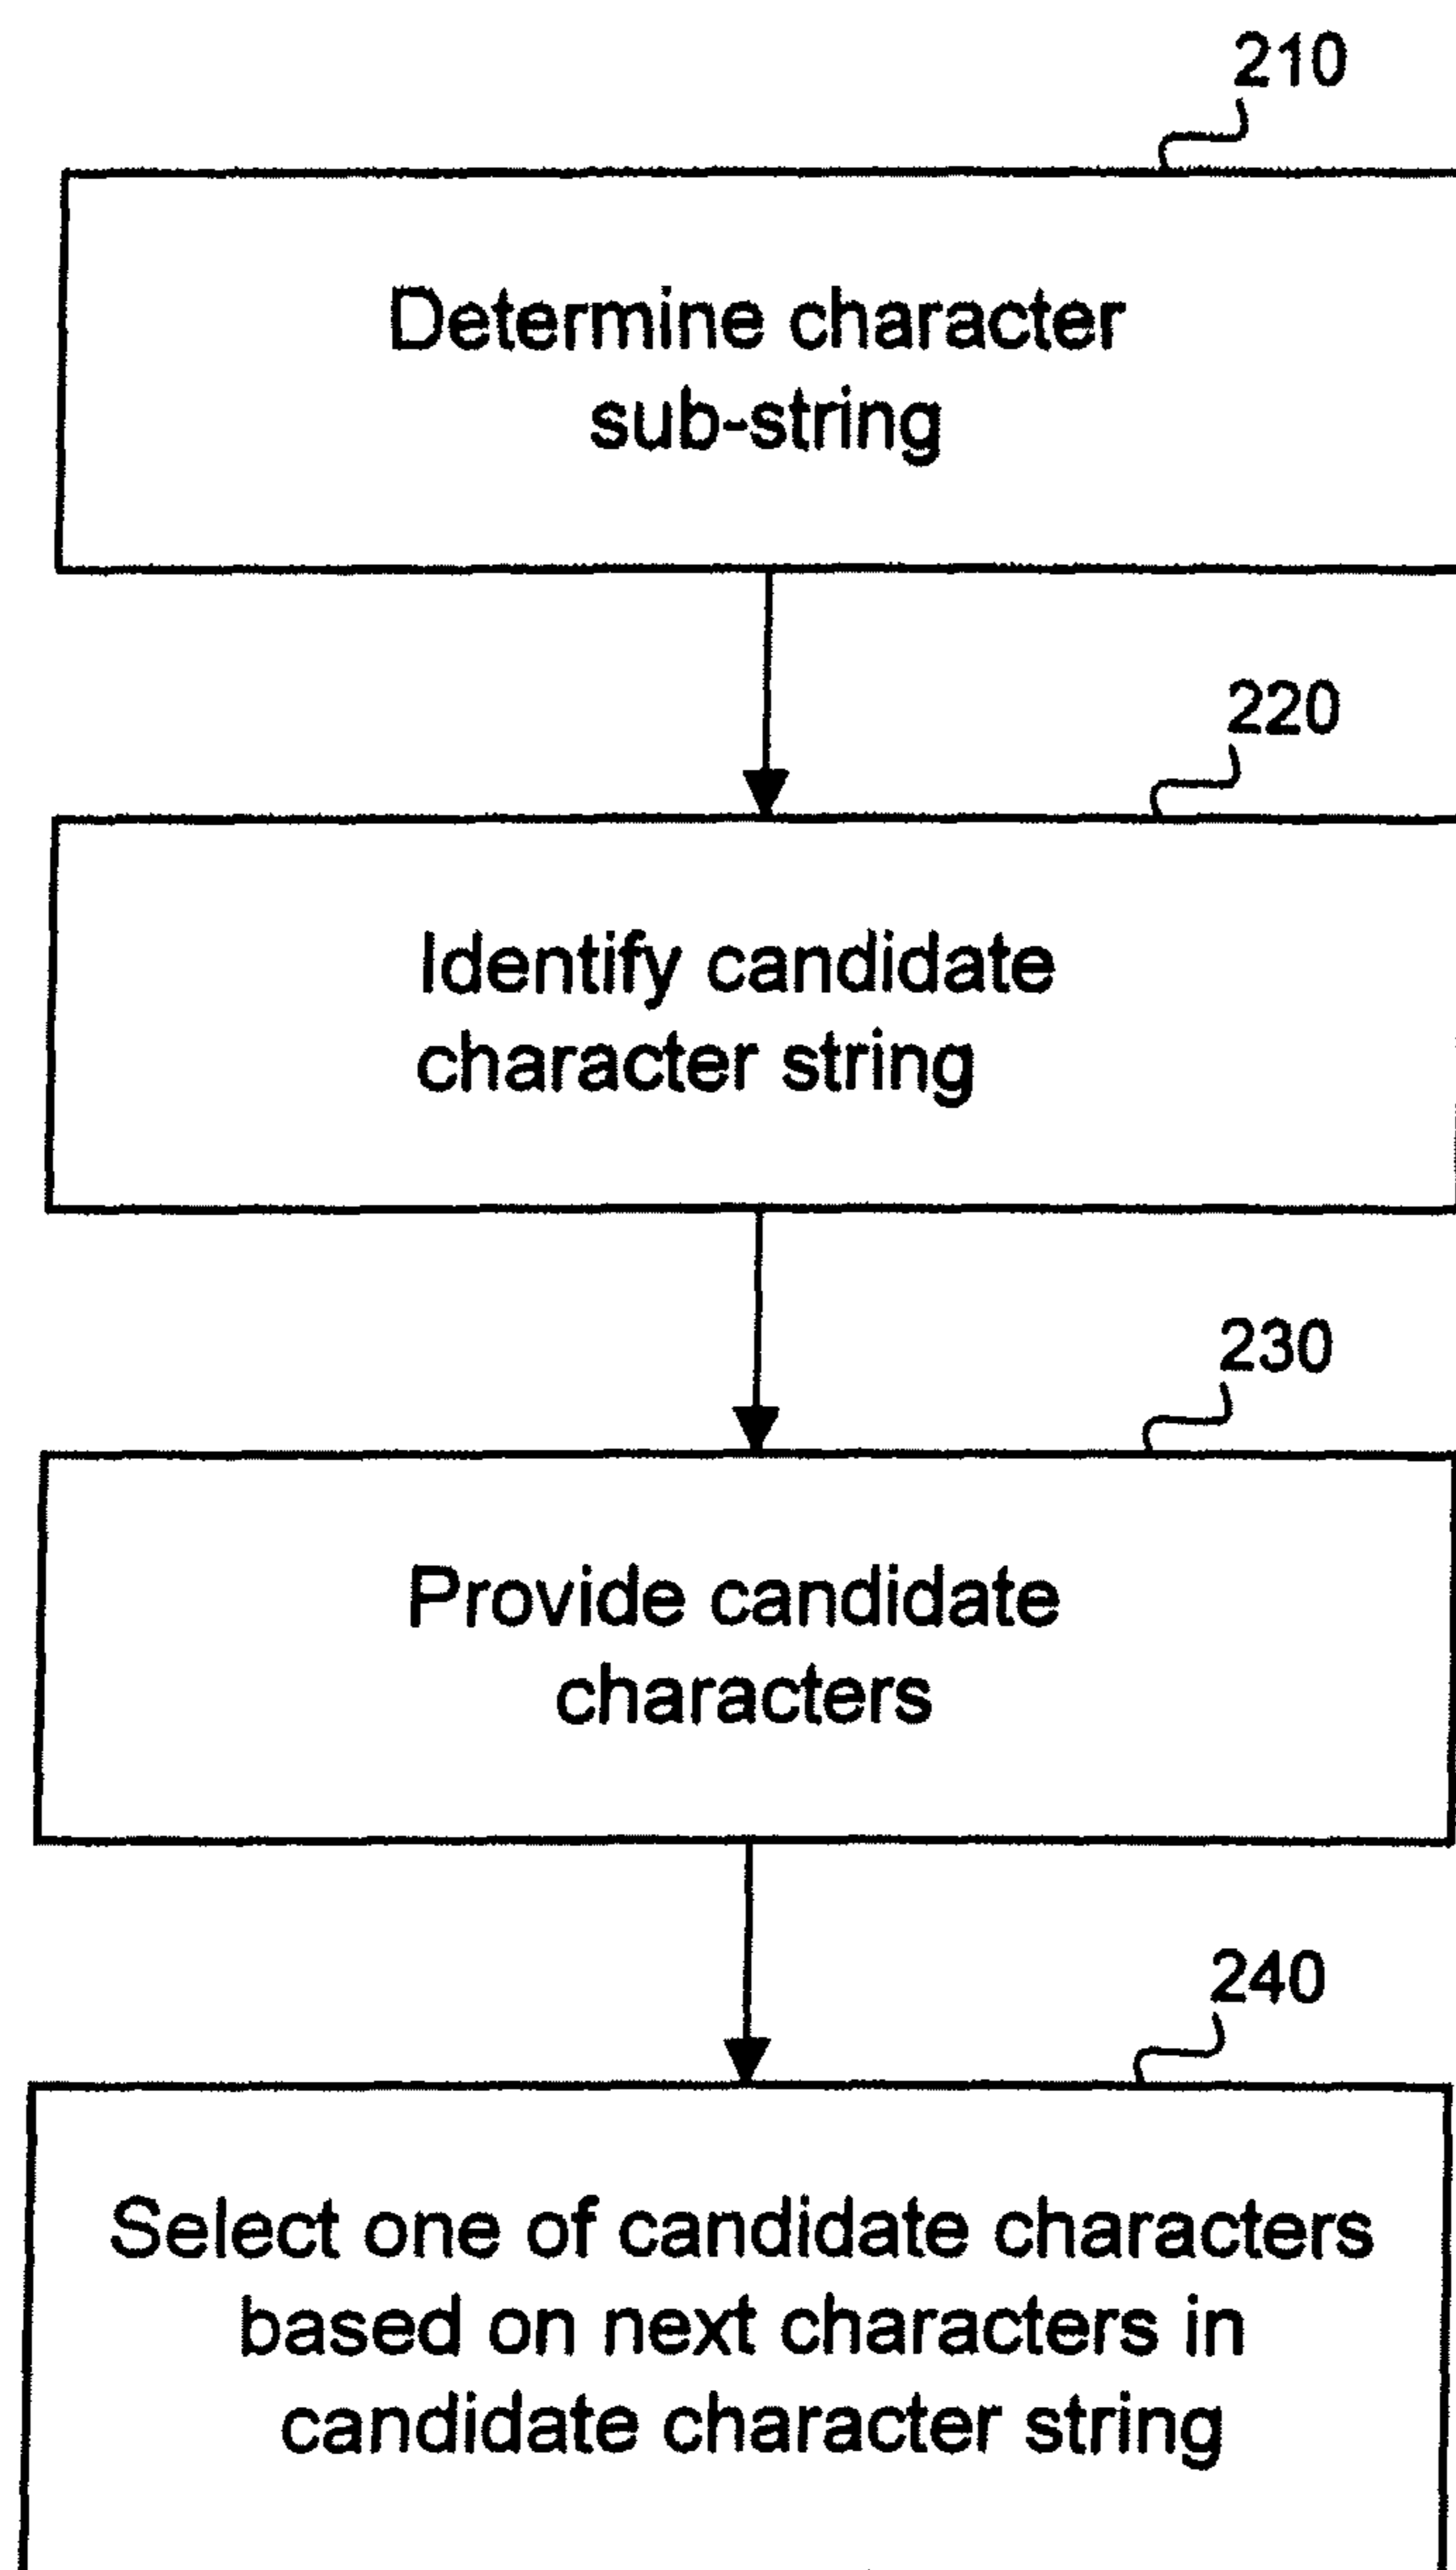 210
Determine character
sub-string
220
Identify candidate
character string
230
Provide candidate
characters
240
Select one of candidate characters
based on next characters in
candidate character string